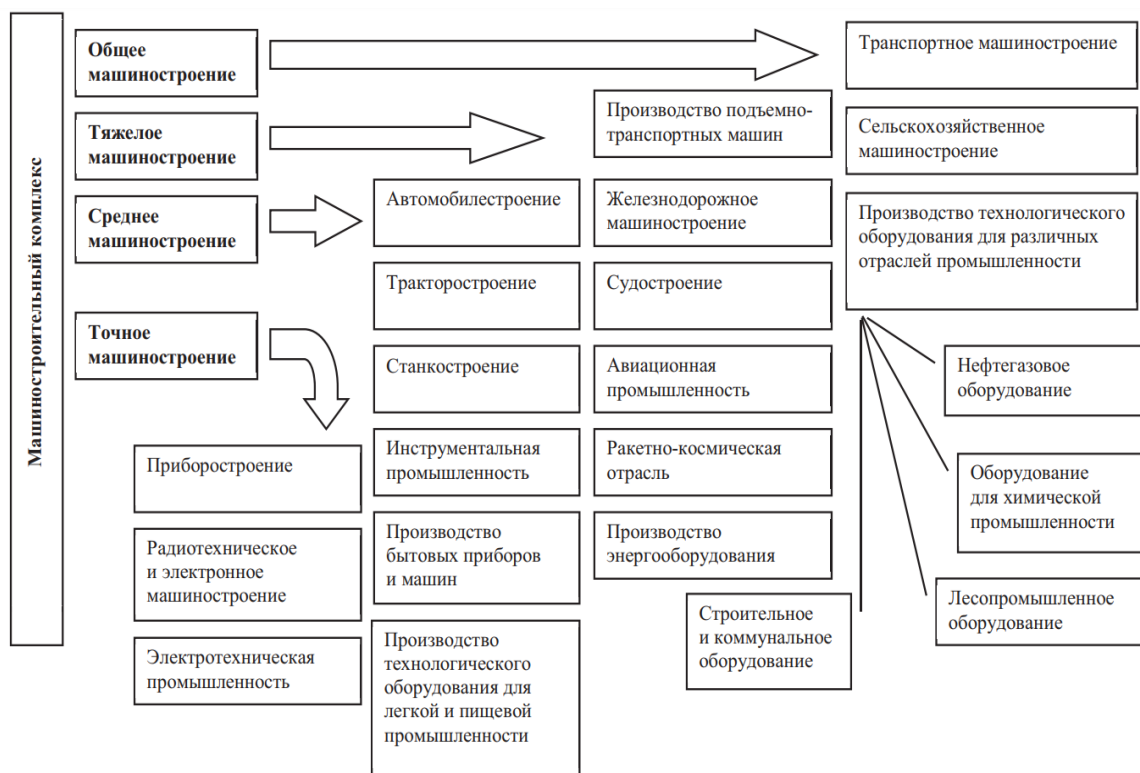 Машиностроительный комплекс
Общее
машиностроение
Тяжелое
машиностроение
Среднее
машиностроение
Точное
машиностроение
Приборостроение
Радиотехническое
и электронное
машиностроение
Электротехническая
промышленность
Автомобилестроение
Тракторостроение
Станкостроение
Инструментальная
промышленность
Производство
бытовых приборов
и машин
Производство
технологического
оборудования для
легкой и пищевой
промышленности
Производство подъемно-
транспортных машин
Железнодорожное
машиностроение
Судостроение
Авиационная
промышленность
Ракетно-космическая
отрасль
Производство
энергооборудования
Транспортное машиностроение
Сельскохозяйственное
машиностроение
Производство технологического
оборудования для различных
отраслей промышленности
Нефтегазовое
оборудование
Оборудование
для химической
промышленности
Лесопромышленное
оборудование
Строительное
и коммунальное
оборудование